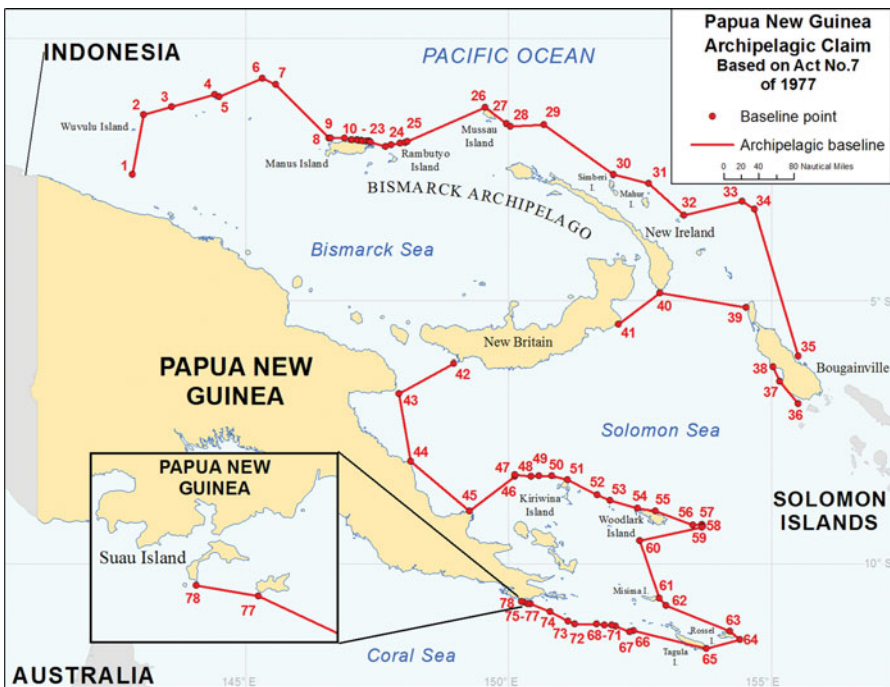 INDONESIA
PACIFIC OCEAN
Papua New Guinea
Archipelagic Claim
Based on Act No.7
of 1977
Baseline point
Archipelagic baseline
0 20 40 80 Nautical Miles
6
7
2
3
4
5
Wuvulu Island
1
9
8
10 - 23
24
25
Manus Island
Rambutyo
Island
26
27
28
29
Mussau
Island
30
31
Simberi
I.
Mahur
I.
32
33
34
BISMARCK ARCHIPELAGO
New Ireland
Bismarck Sea
5°S
40
39
41
New Britain
35
Bougainville
38
37
36
42
43
PAPUA NEW
GUINEA
Solomon Sea
44
45
46
47
48
49
50
51
Kiriwina
Island
52
53
54
55
Woodlark
Island
56
57
58
59
60
SOLOMON
ISLANDS
PAPUA NEW
GUINEA
Suau Island
78
77
10°S
Misima I.
61
62
63
Rossel
I.
64
Tagula
I.
65
78
75-77
74
73
72
68-71
67
66
Coral Sea
AUSTRALIA
145°E
150°E
155°E